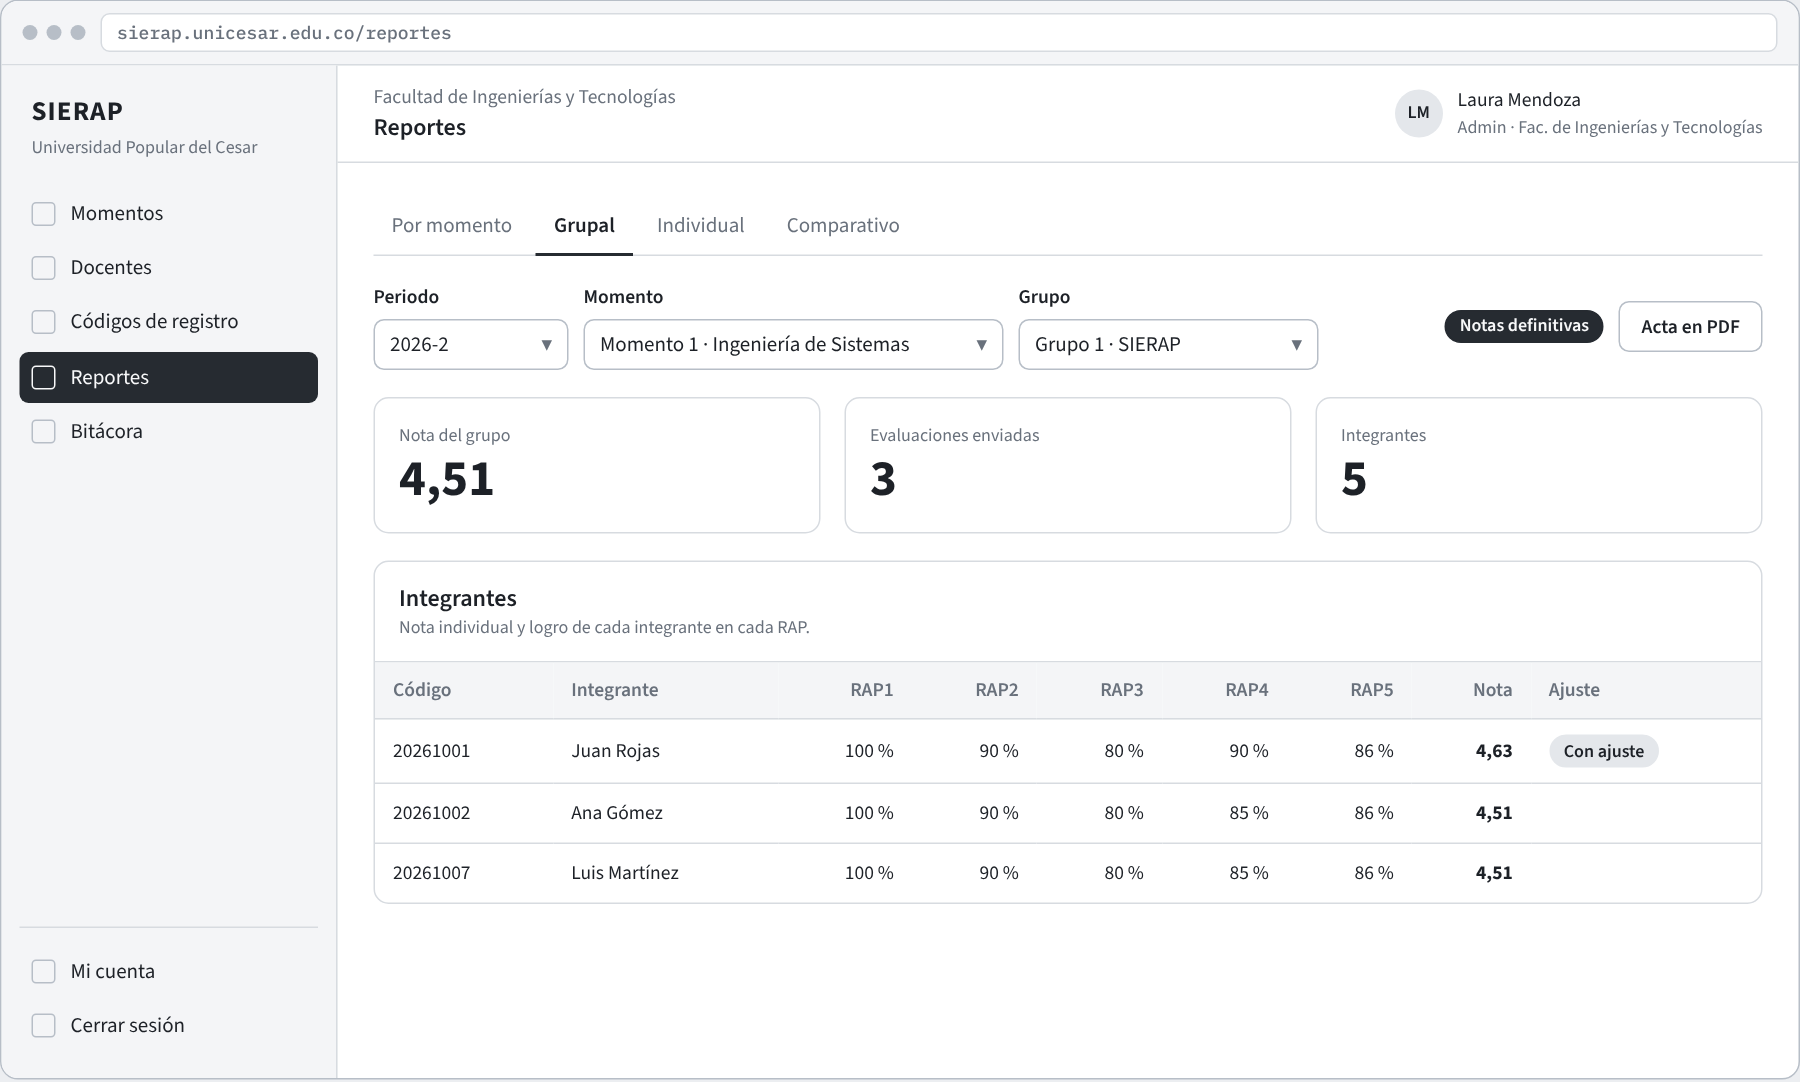 sierap.unicesar.edu.co/reportes
SIERAP
Universidad Popular del Cesar
Momentos
Docentes
Códigos de registro
Reportes
Bitácora
Mi cuenta
Cerrar sesión
Facultad de Ingenierías y Tecnologías
Reportes
LM
Laura Mendoza
Admin · Fac. de Ingenierías y Tecnologías
Por momento Grupal Individual Comparativo
Periodo Momento Grupo
2026-2 ▼ Momento 1 · Ingeniería de Sistemas ▼ Grupo 1 · SIERAP ▼
Notas definitivas Acta en PDF
Nota del grupo
4,51
Evaluaciones enviadas
3
Integrantes
5
Integrantes
Nota individual y logro de cada integrante en cada RAP.
Código Integrante RAP1 RAP2 RAP3 RAP4 RAP5 Nota Ajuste
20261001 Juan Rojas 100 % 90 % 80 % 90 % 86 % 4,63 Con ajuste
20261002 Ana Gómez 100 % 90 % 80 % 85 % 86 % 4,51
20261007 Luis Martínez 100 % 90 % 80 % 85 % 86 % 4,51